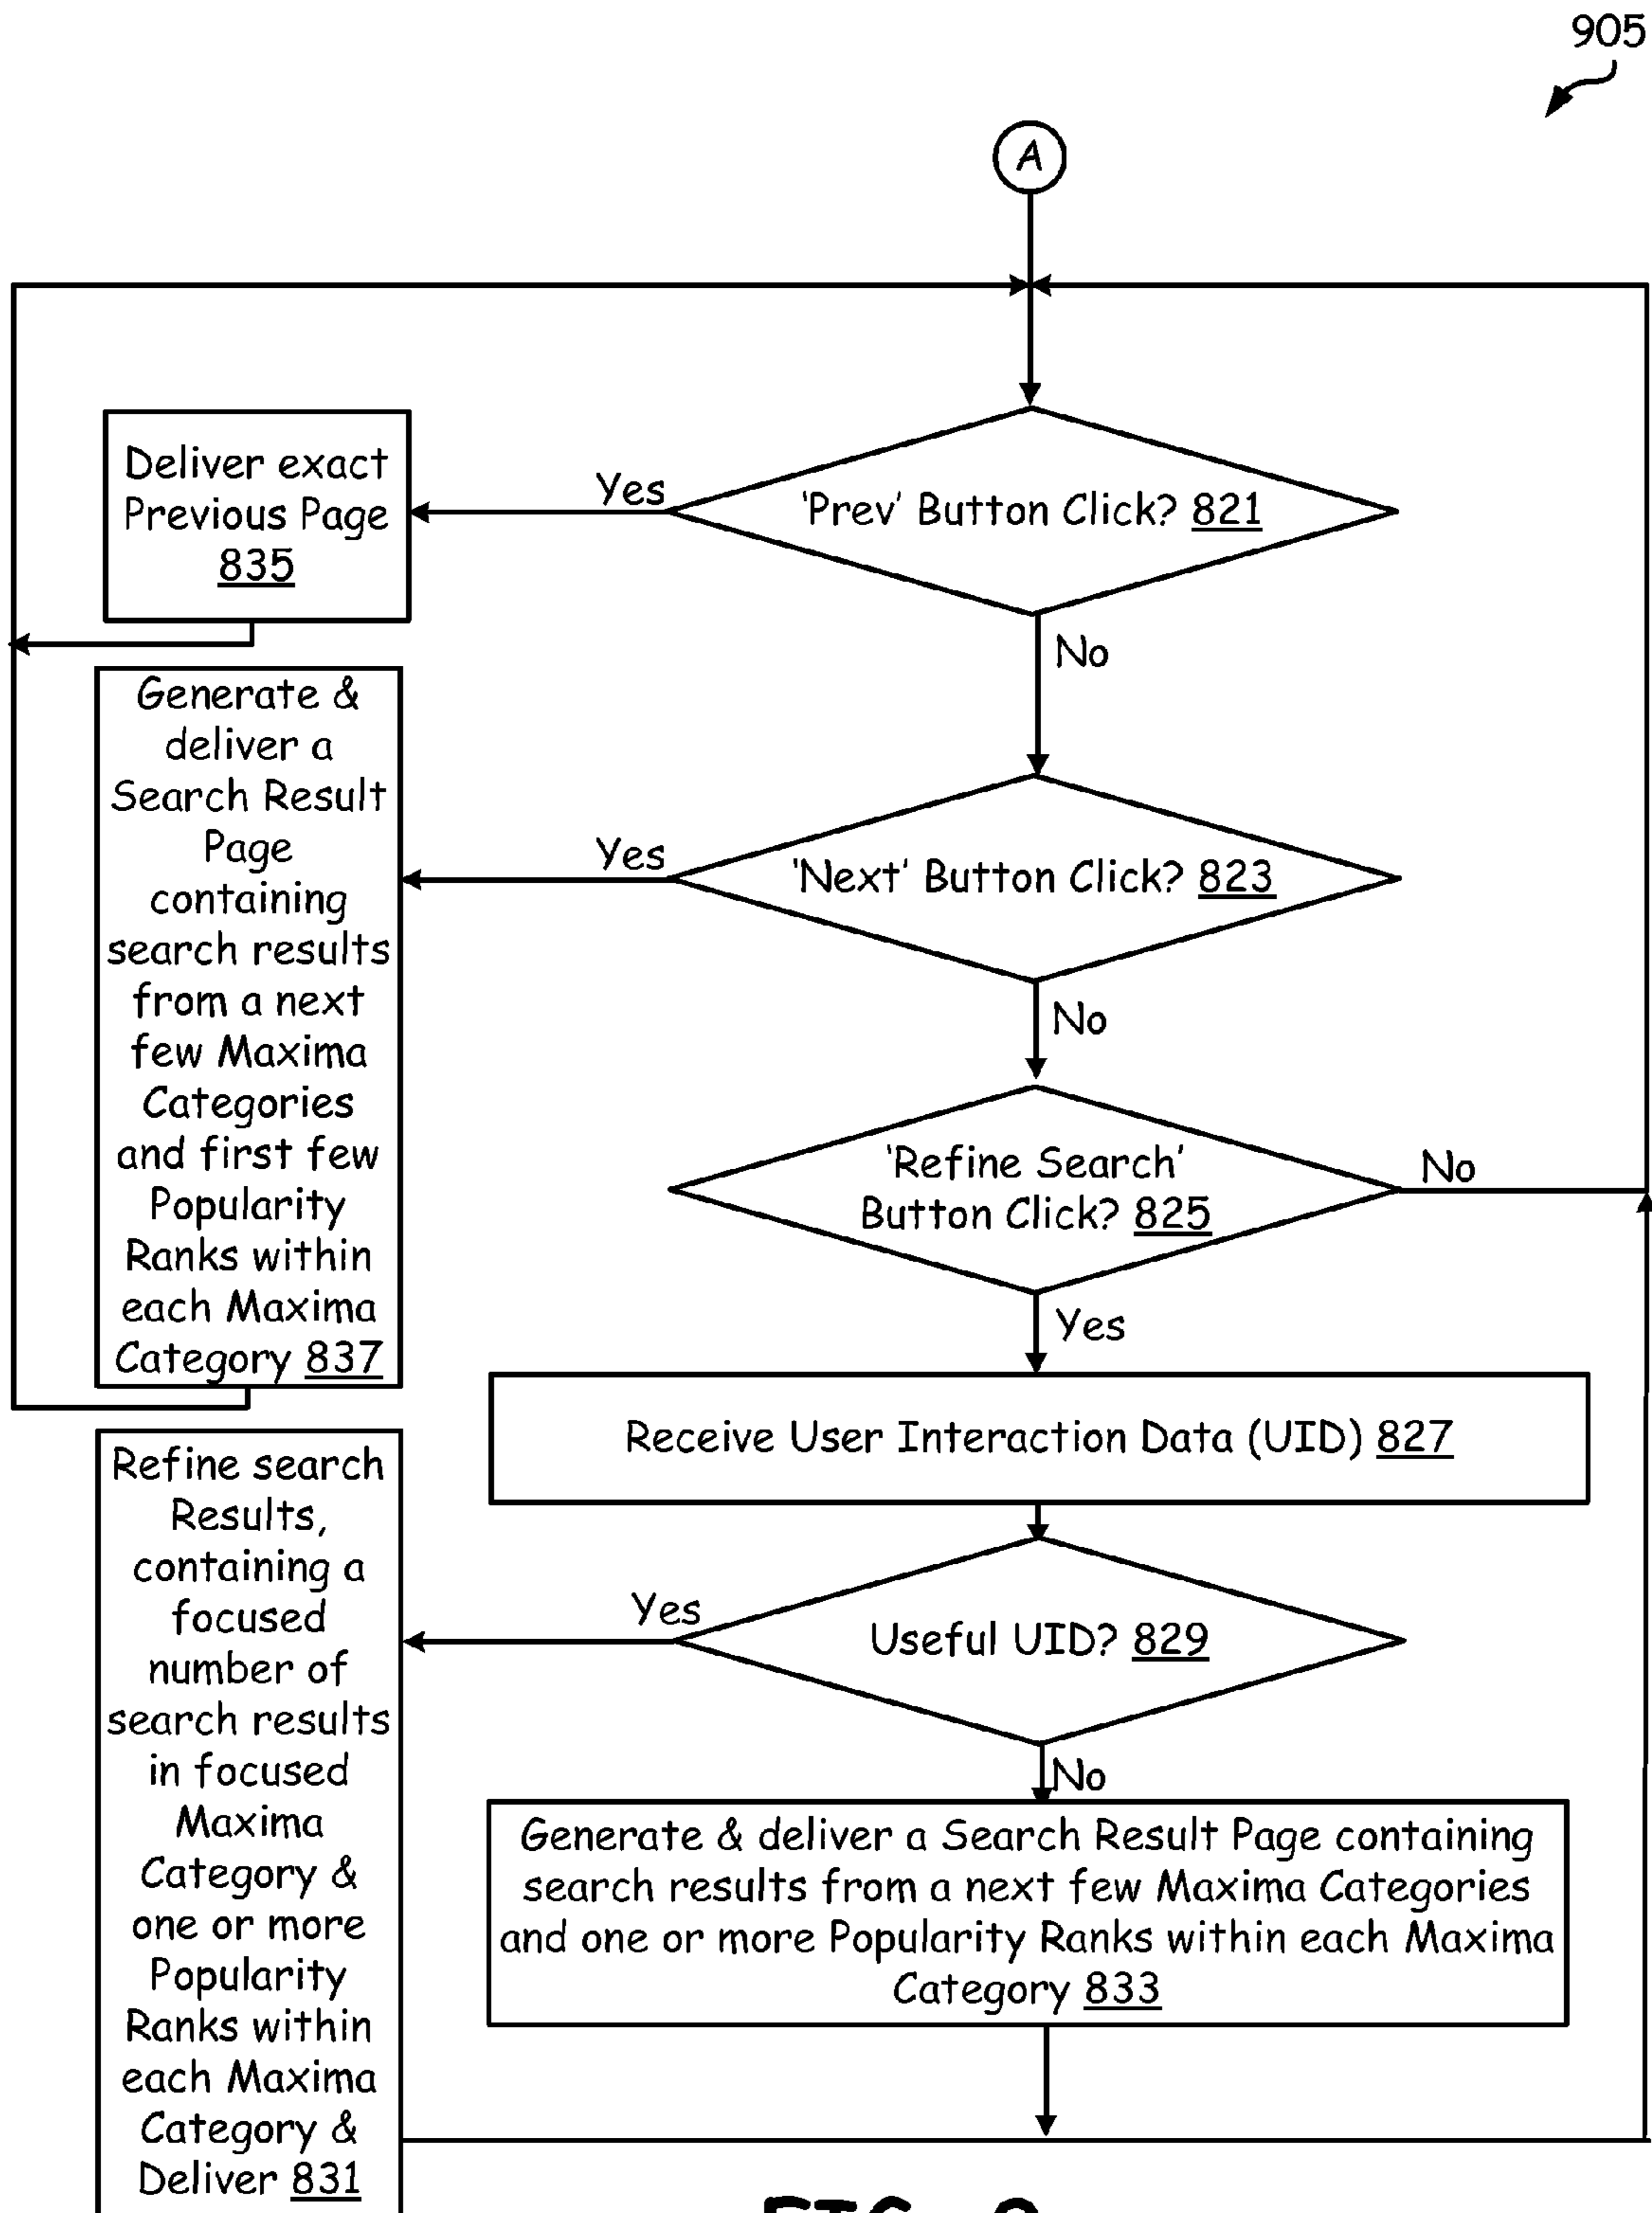 905
A
Deliver exact
Previous Page
835
Yes
'Prev' Button Click? 821
No
Generate &
deliver a
Search Result
Page
containing
search results
from a next
few Maxima
Categories
and first few
Popularity
Ranks within
each Maxima
Category 837
Yes
'Next' Button Click? 823
No
'Refine Search'
Button Click? 825
No
Yes
Receive User Interaction Data (UID) 827
Refine search
Results,
containing a
focused
number of
search results
in focused
Maxima
Category &
one or more
Popularity
Ranks within
each Maxima
Category &
Deliver 831
Yes
Useful UID? 829
No
Generate & deliver a Search Result Page containing
search results from a next few Maxima Categories
and one or more Popularity Ranks within each Maxima
Category 833